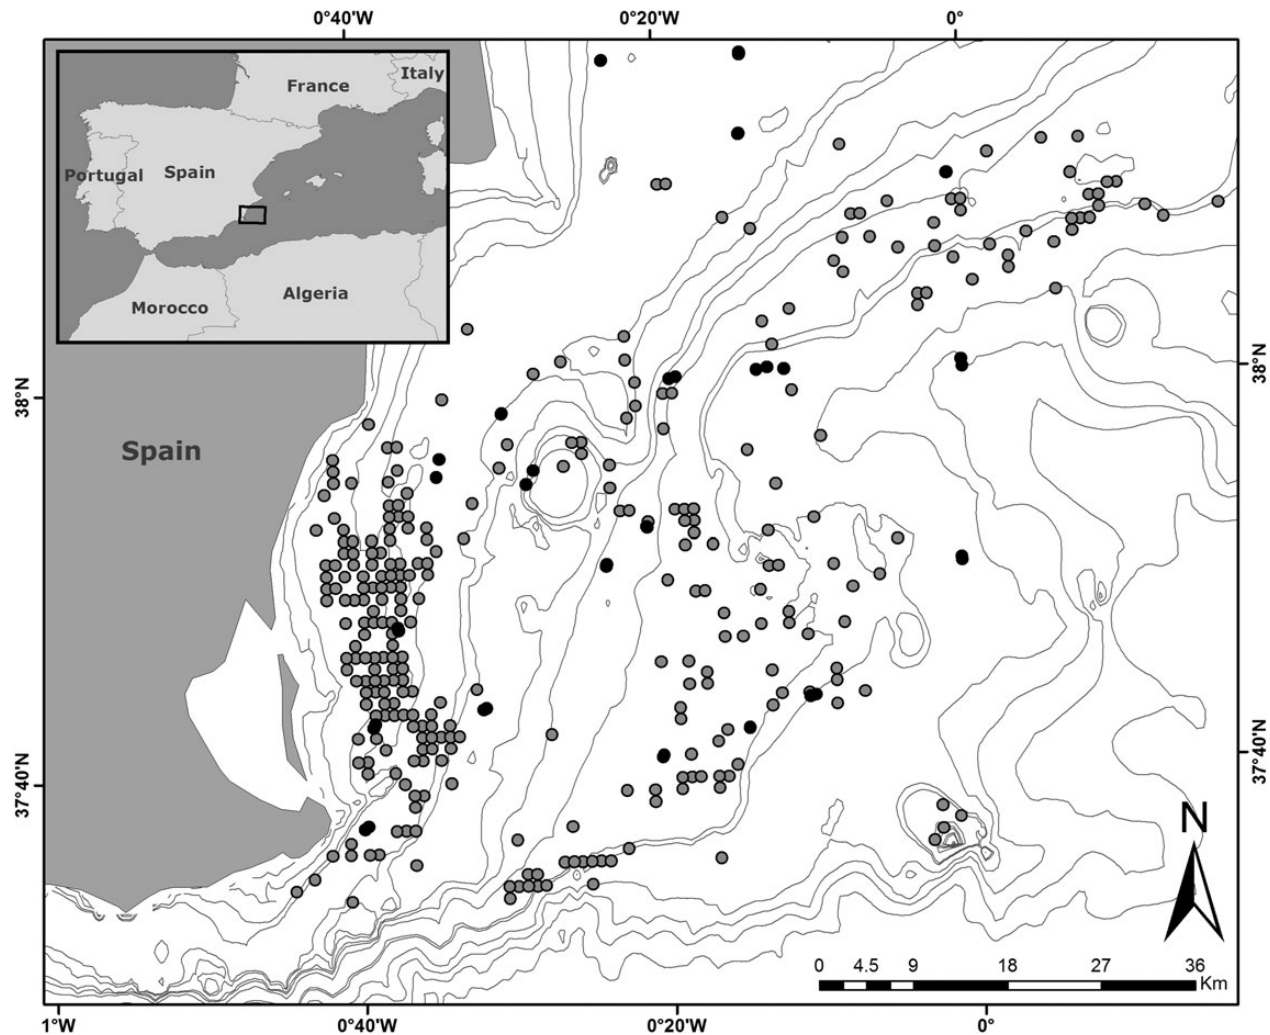 0°40'W 0°20'W 0°
France
Italy
Portugal
Spain
Morocco
Algeria
38°N
38°N
Spain
37°40'N
37°40'N
N
0 4.5 9 18 27 36
Km
1°W 0°40'W 0°20'W 0°